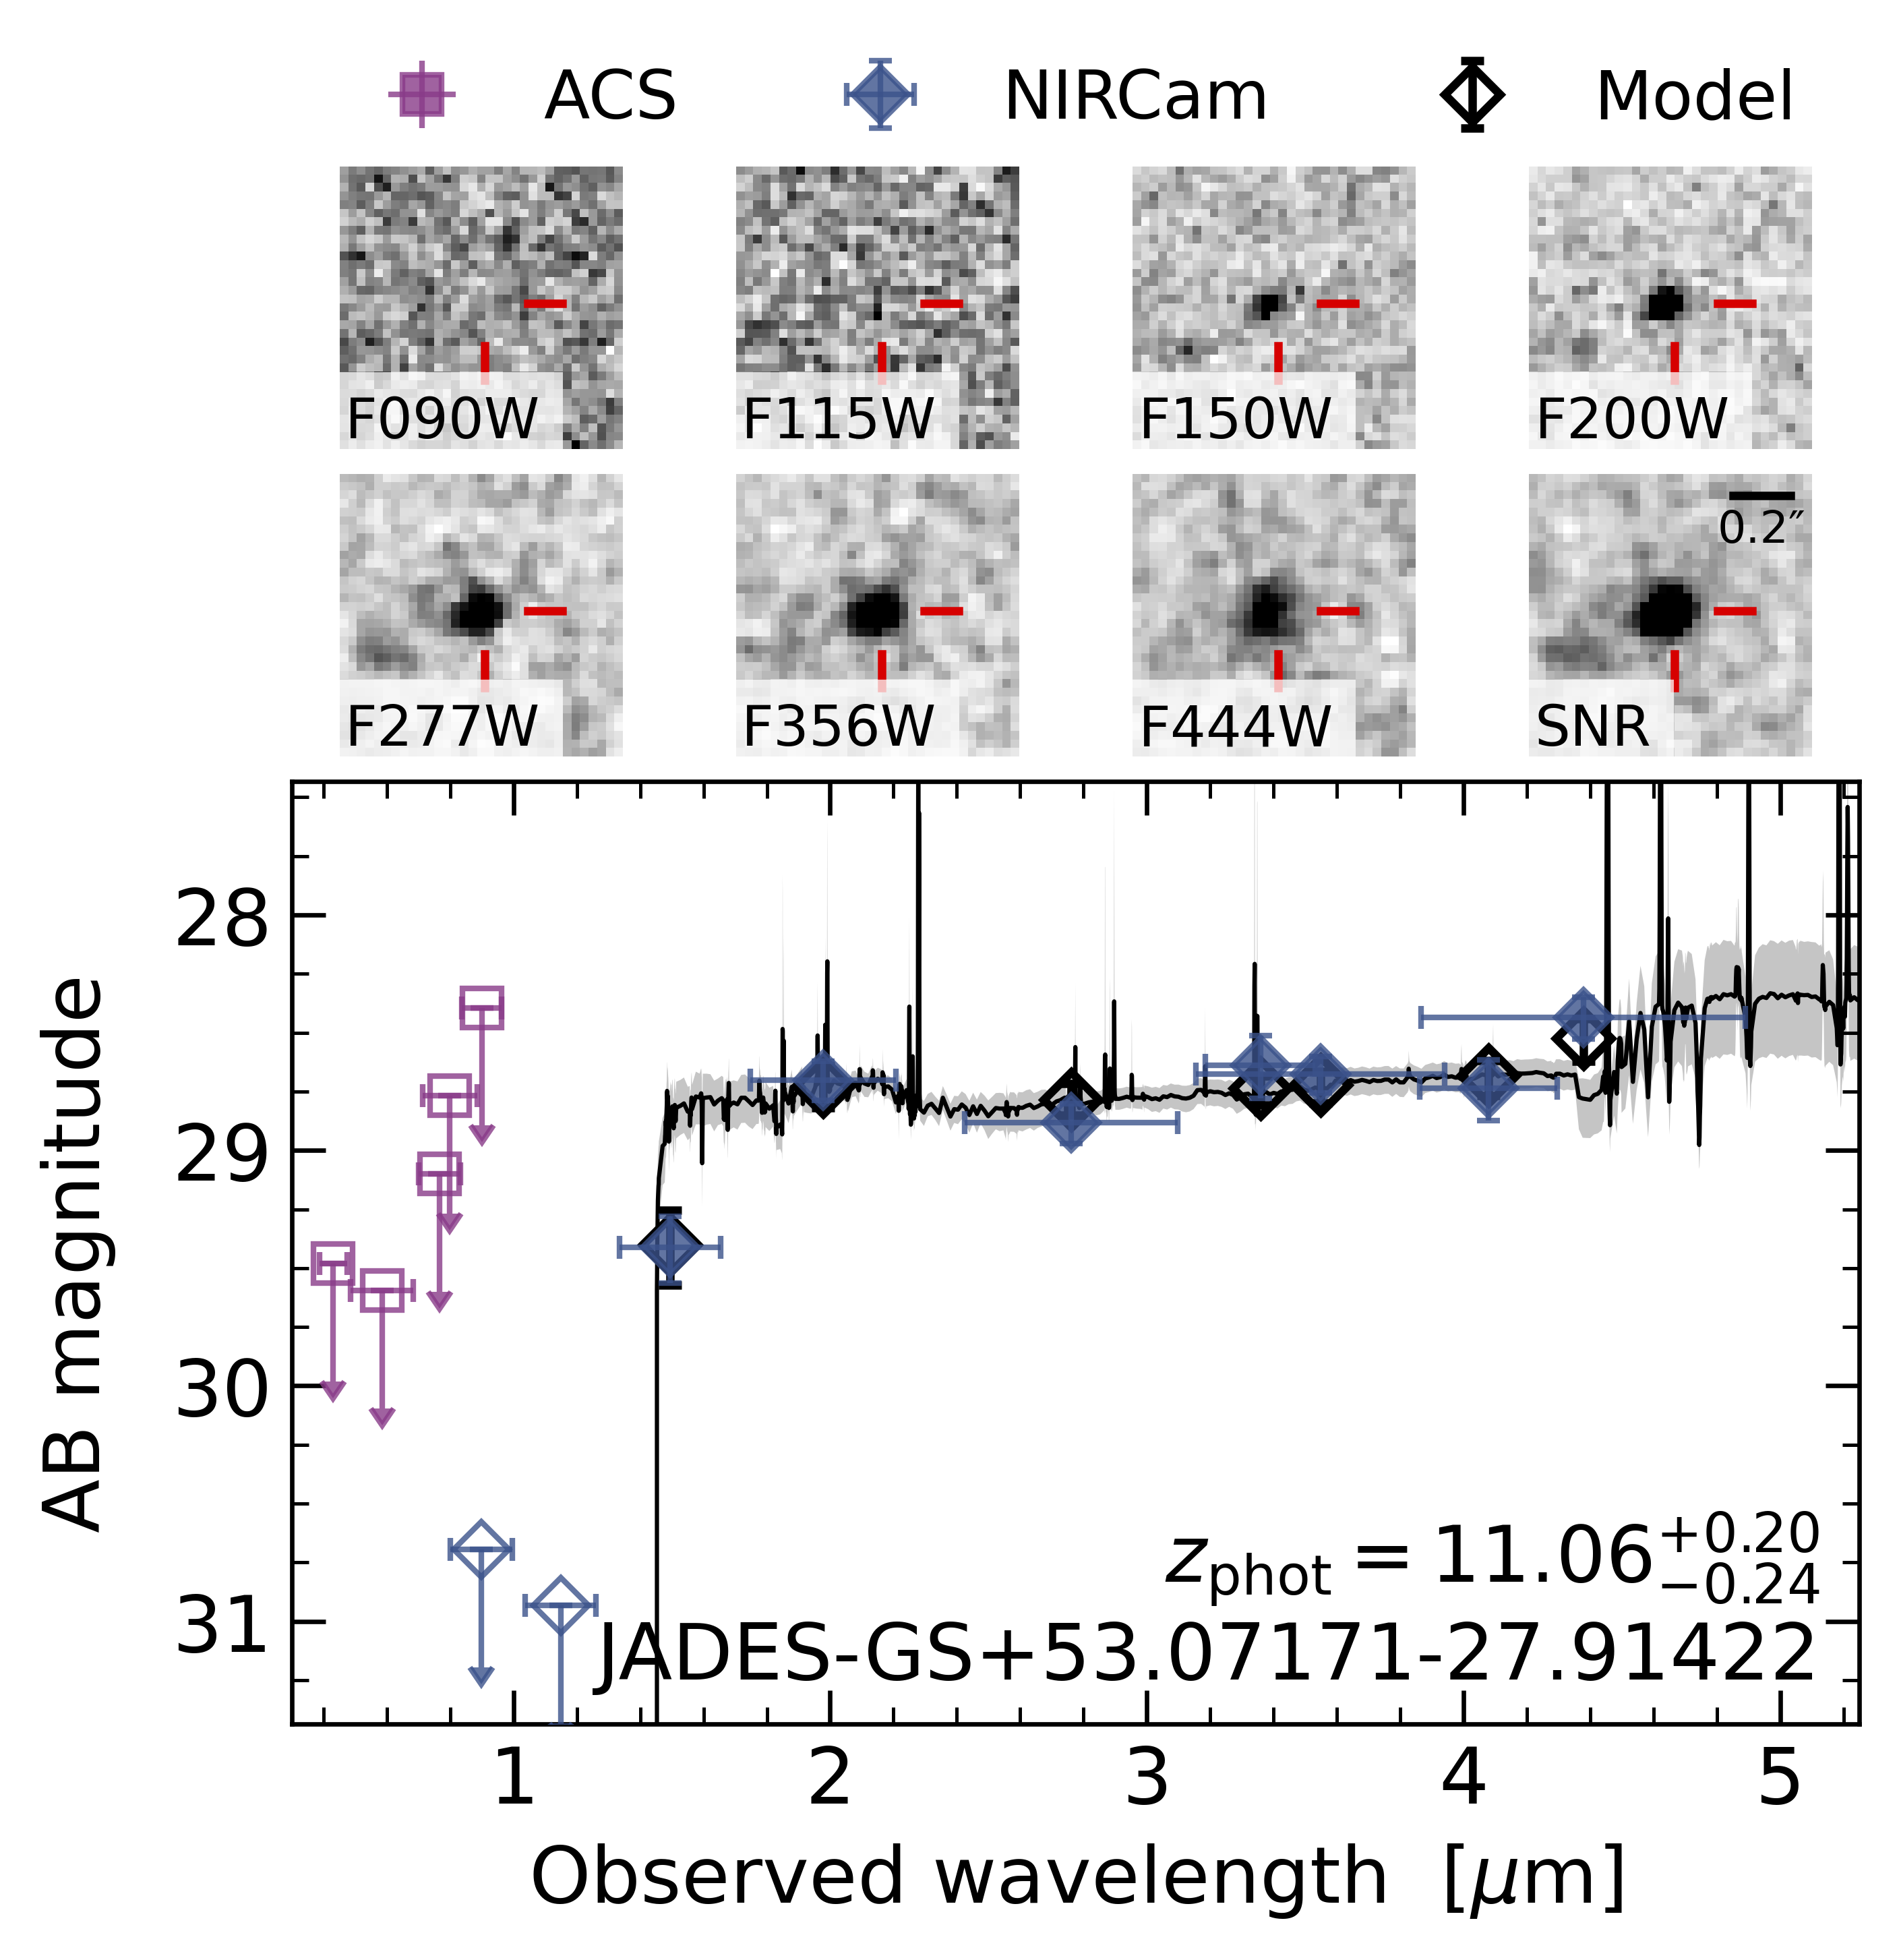 ACS NIRCam Model
F090W F115W F150W F200W
0.2″
F277W F356W F444W SNR
AB magnitude
28
29
30
31
z_phot = 11.06 +0.20 −0.24
JADES-GS+53.07171-27.91422
1 2 3 4 5
Observed wavelength [μm]